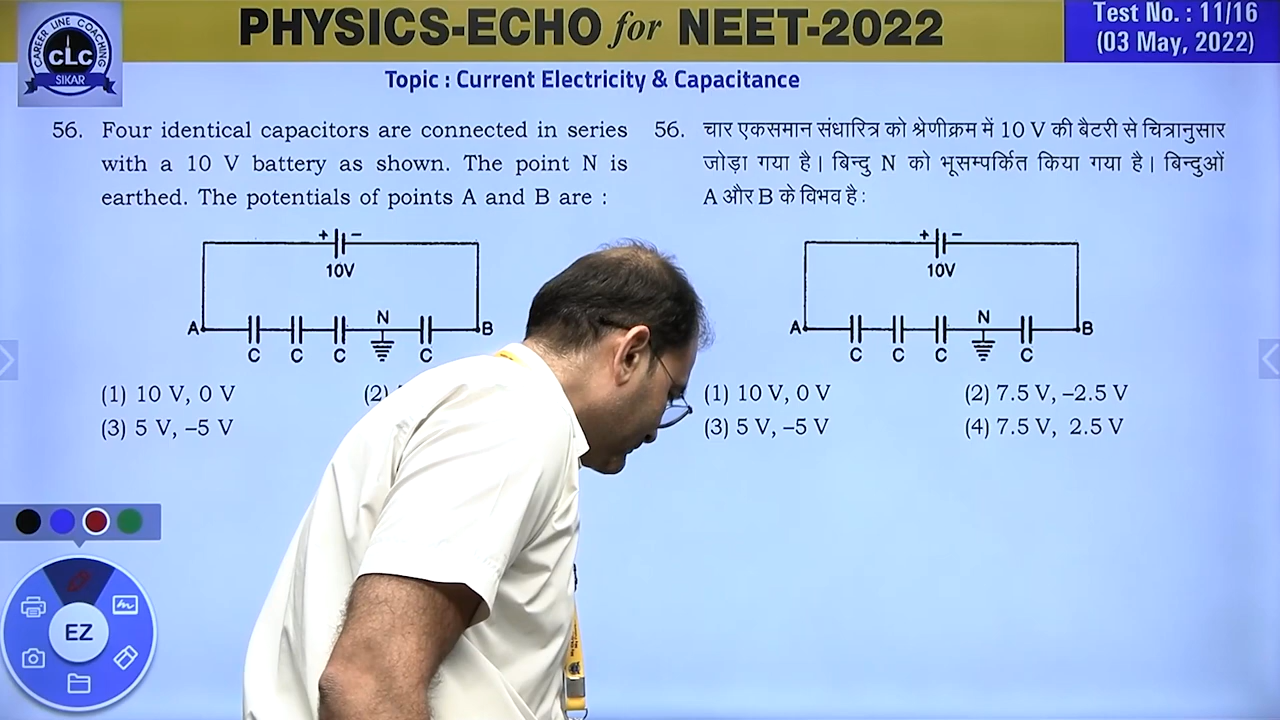 PHYSICS-ECHO for NEET-2022
Test No. : 11/16
(03 May, 2022)
CAREER LINE COACHING
CLC
SIKAR
Topic : Current Electricity & Capacitance
56. Four identical capacitors are connected in series
with a 10 V battery as shown. The point N is
earthed. The potentials of points A and B are :
+ −
10V
A N B
C C C C
(1) 10 V, 0 V (2)
(3) 5 V, –5 V
56. चार एकसमान संधारित्र को श्रेणीक्रम में 10 V की बैटरी से चित्रानुसार
जोड़ा गया है। बिन्दु N को भूसम्पर्कित किया गया है। बिन्दुओं
A और B के विभव है :
+ −
10V
A N B
C C C C
(1) 10 V, 0 V (2) 7.5 V, –2.5 V
(3) 5 V, –5 V (4) 7.5 V, 2.5 V
EZ